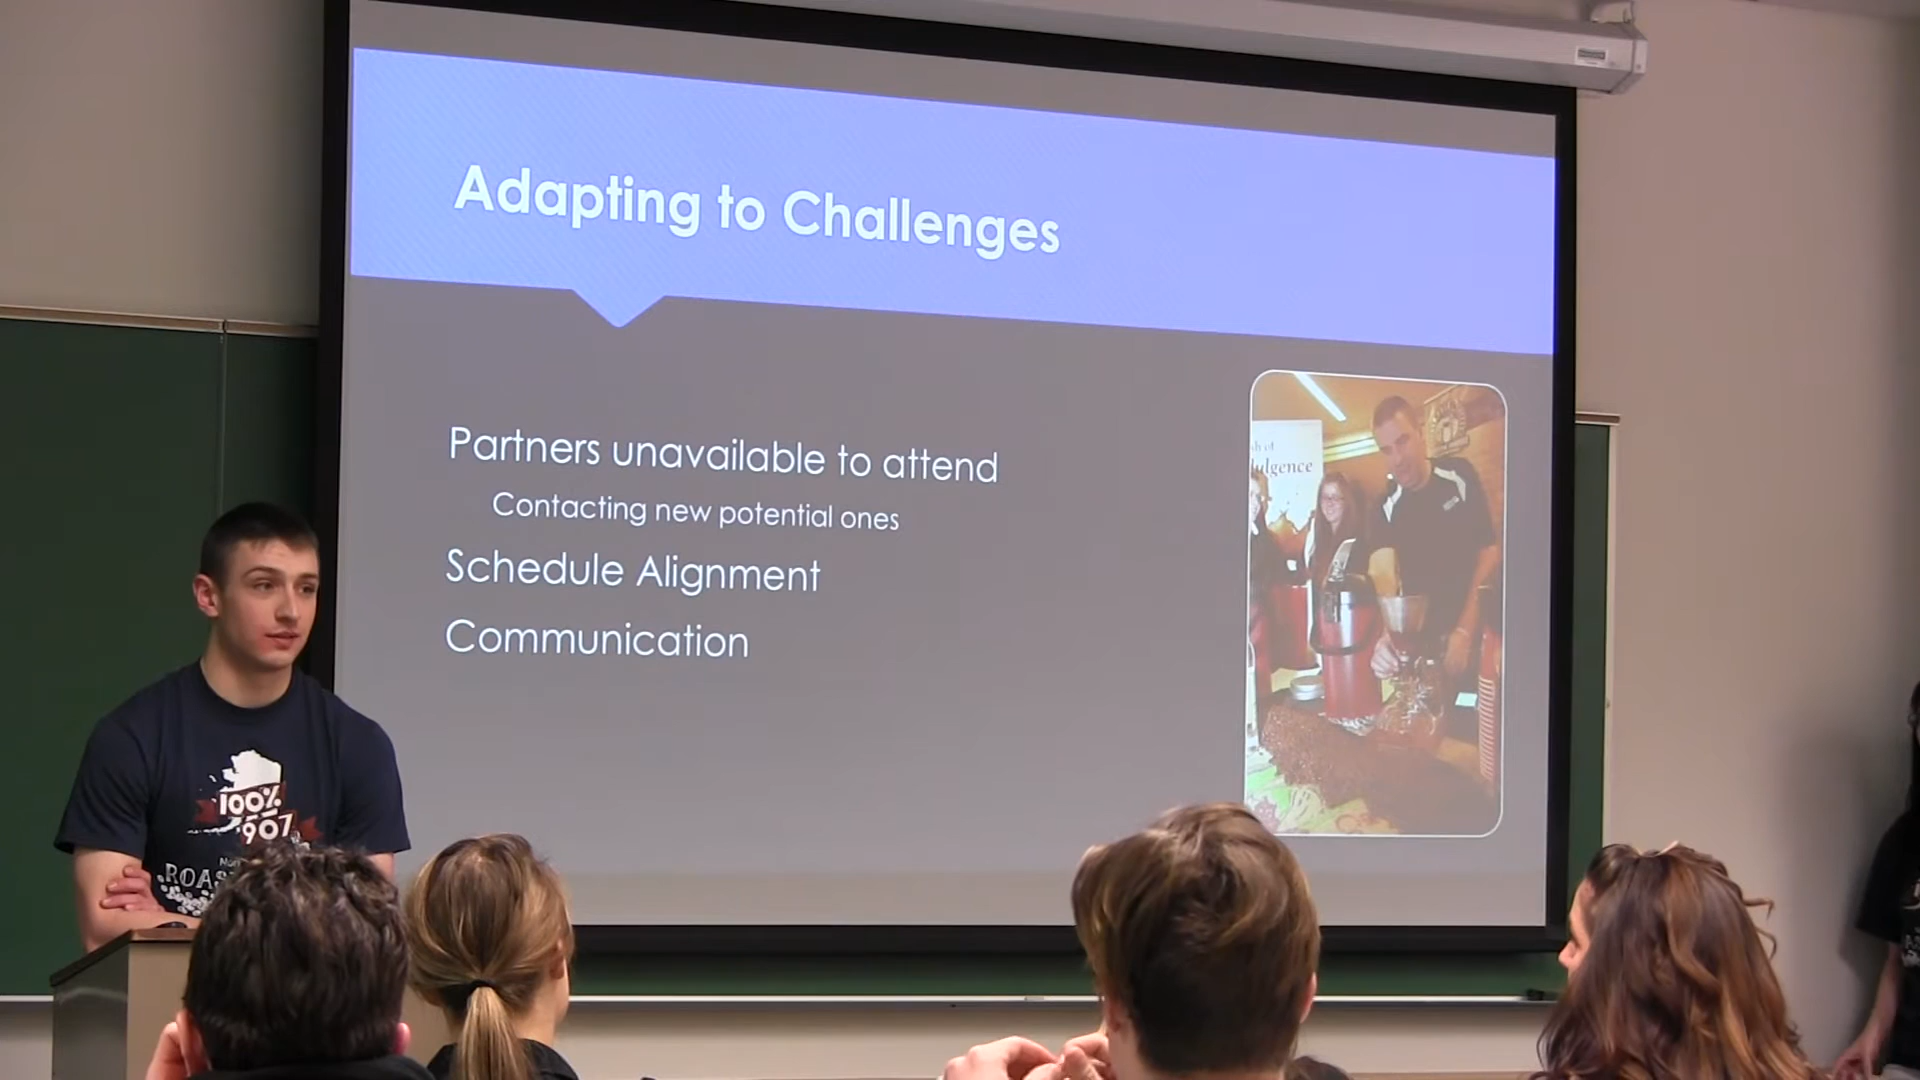 Adapting to Challenges
Partners unavailable to attend
Contacting new potential ones
Schedule Alignment
Communication
100%
907